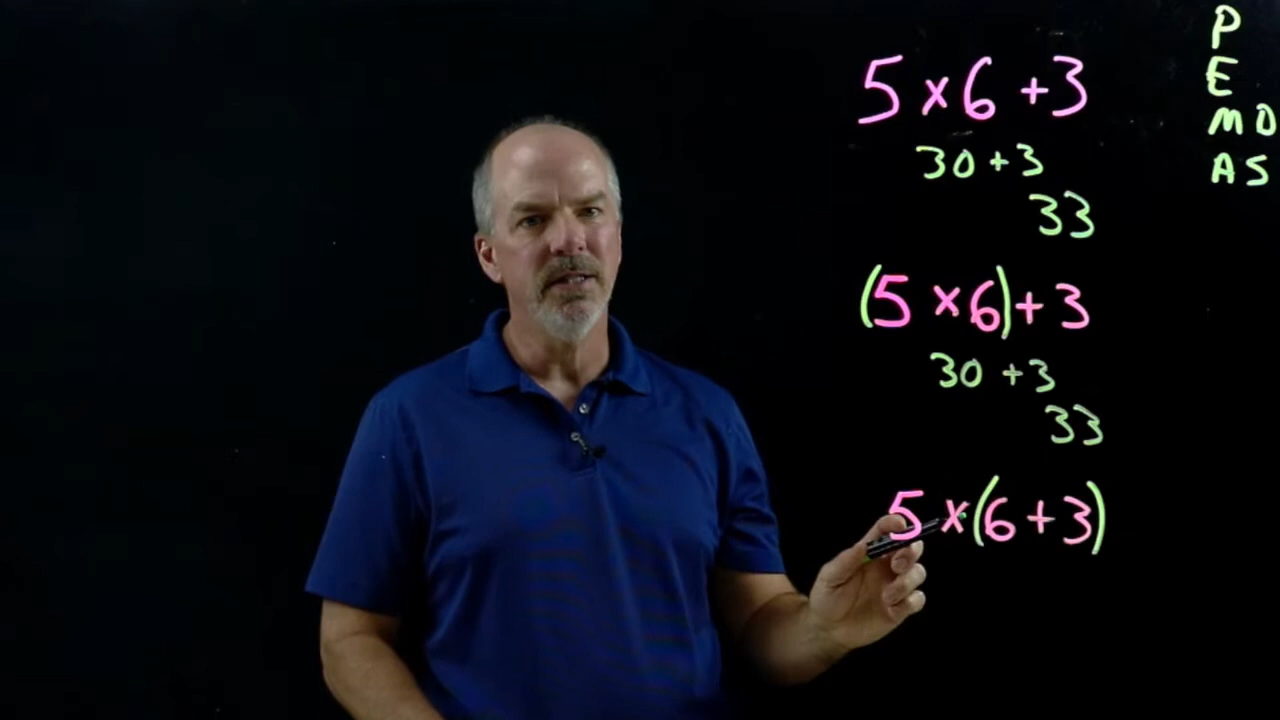 5 × 6 + 3
30 + 3
33
(5 × 6) + 3
30 + 3
33
5 × (6 + 3)
P
E
M D
A S